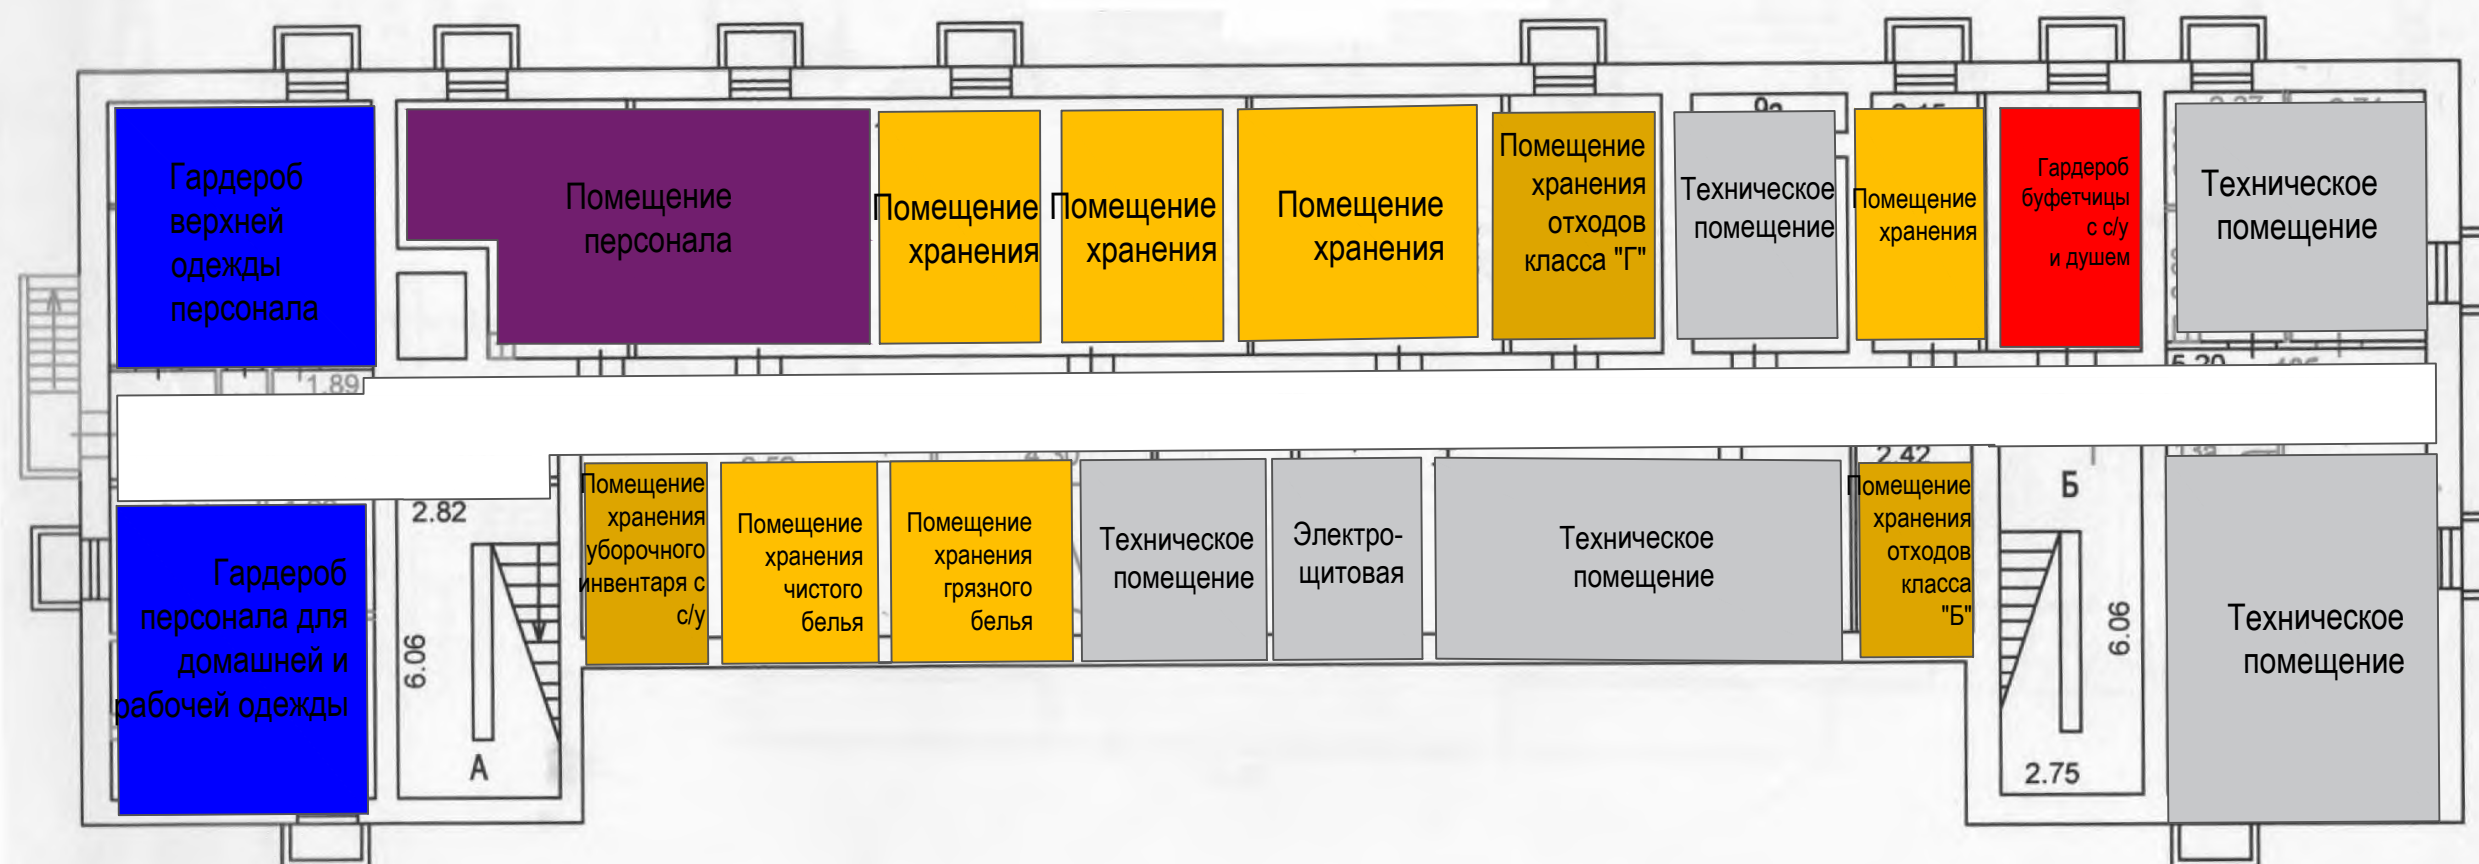 Гардероб
верхней
одежды
персонала
Помещение
персонала
Помещение
хранения
Помещение
хранения
Помещение
хранения
Помещение
хранения
отходов
класса "Г"
Техническое
помещение
Помещение
хранения
Гардероб
буфетчицы
с с/у
и душем
Техническое
помещение
1.89
5.20
2.82
6.06
А
Помещение
хранения
уборочного
инвентаря с
с/у
Помещение
хранения
чистого
белья
Помещение
хранения
грязного
белья
Техническое
помещение
Электро-
щитовая
Техническое
помещение
2.42
Помещение
хранения
отходов
класса
"Б"
Б
6.06
2.75
Гардероб
персонала для
домашней и
рабочей одежды
Техническое
помещение